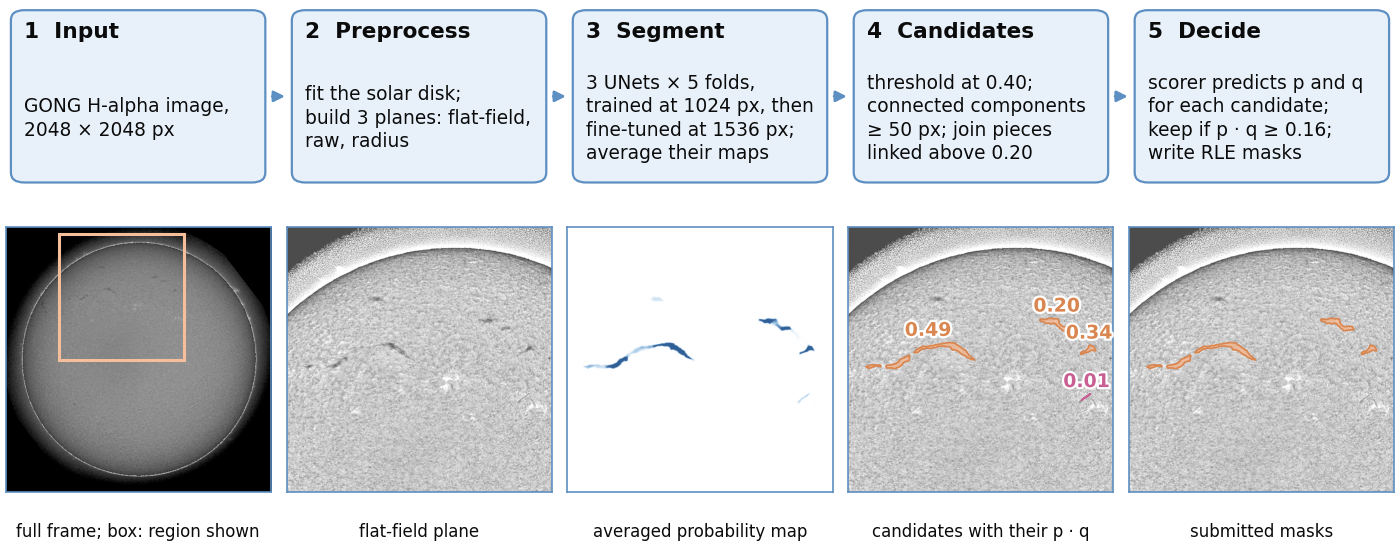 1 Input
GONG H-alpha image,
2048 × 2048 px
2 Preprocess
fit the solar disk;
build 3 planes: flat-field,
raw, radius
3 Segment
3 UNets × 5 folds,
trained at 1024 px, then
fine-tuned at 1536 px;
average their maps
4 Candidates
threshold at 0.40;
connected components
≥ 50 px; join pieces
linked above 0.20
5 Decide
scorer predicts p and q
for each candidate;
keep if p · q ≥ 0.16;
write RLE masks
0.20
0.49
0.34
0.01
full frame; box: region shown
flat-field plane
averaged probability map
candidates with their p · q
submitted masks